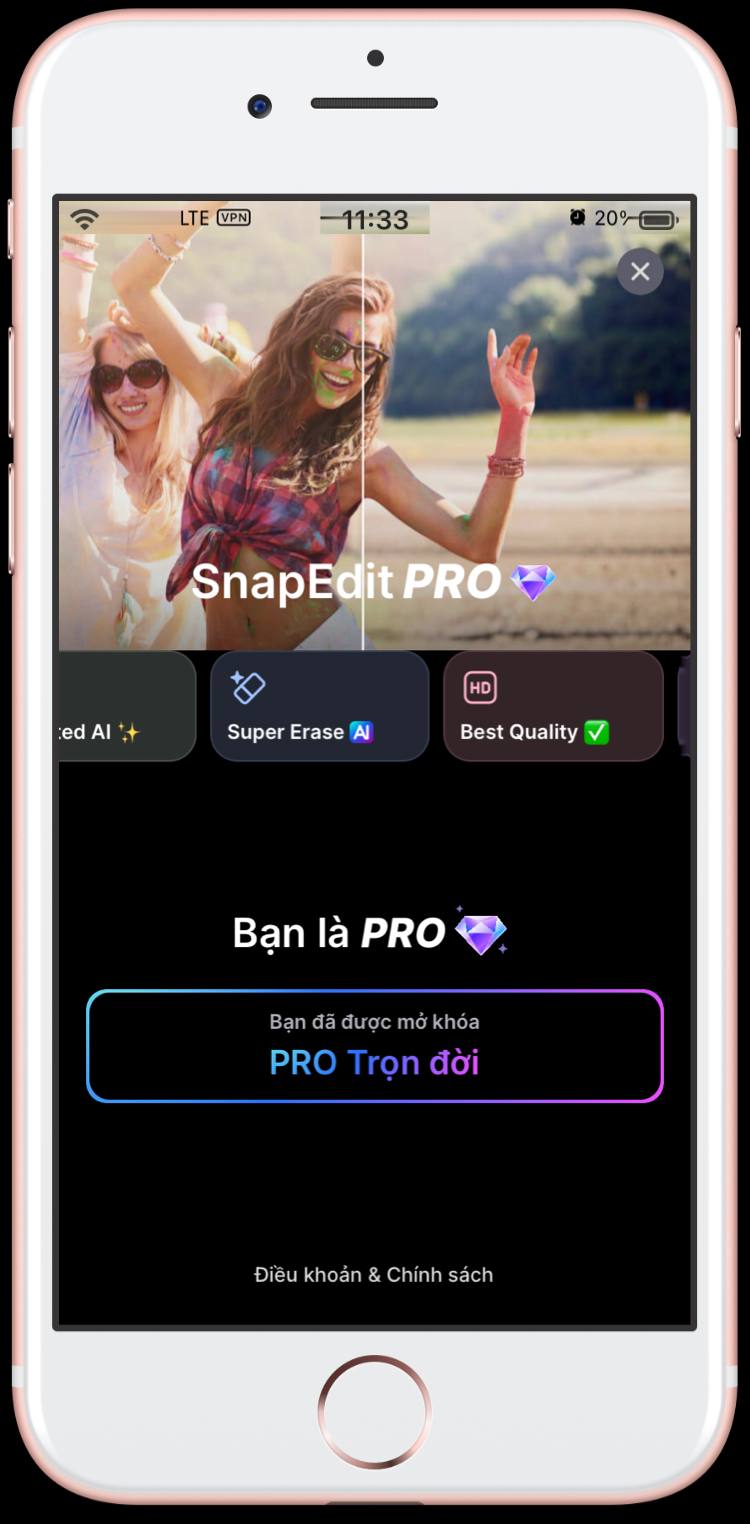 LTE VPN 11:33 20%
SnapEdit PRO
ted AI
Super Erase AI
HD
Best Quality
Bạn là PRO
Bạn đã được mở khóa
PRO Trọn đời
Điều khoản & Chính sách